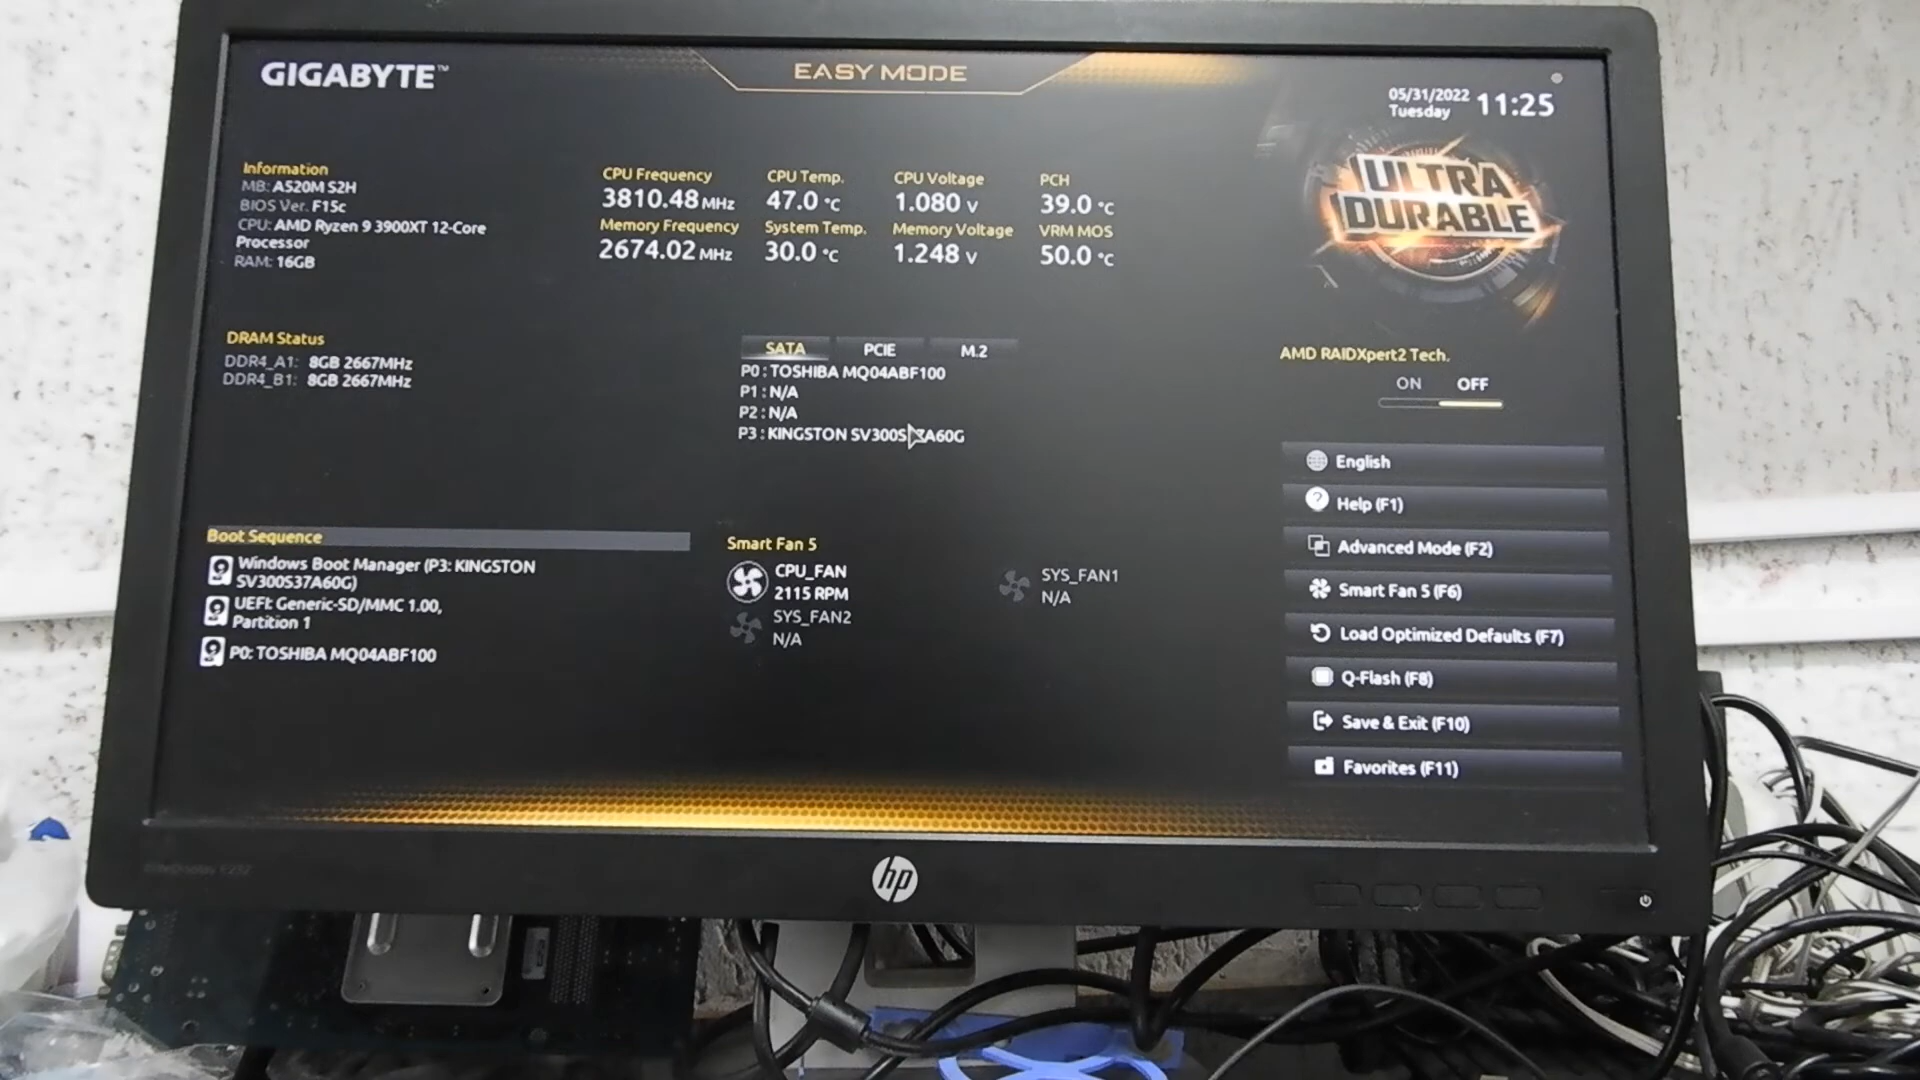 GIGABYTE™
EASY MODE
05/31/2022
Tuesday
11:25
Information
MB: A520M S2H
BIOS Ver. F15c
CPU: AMD Ryzen 9 3900XT 12-Core
Processor
RAM: 16GB
CPU Frequency
3810.48 MHz
CPU Temp.
47.0 °C
CPU Voltage
1.080 V
PCH
39.0 °C
Memory Frequency
2674.02 MHz
System Temp.
30.0 °C
Memory Voltage
1.248 V
VRM MOS
50.0 °C
ULTRA
DURABLE
DRAM Status
DDR4_A1: 8GB 2667MHz
DDR4_B1: 8GB 2667MHz
SATA
PCIE
M.2
P0 : TOSHIBA MQ04ABF100
P1 : N/A
P2 : N/A
P3 : KINGSTON SV300S37A60G
AMD RAIDXpert2 Tech.
ON OFF
Boot Sequence
Windows Boot Manager (P3: KINGSTON
SV300S37A60G)
UEFI: Generic-SD/MMC 1.00,
Partition 1
P0: TOSHIBA MQ04ABF100
Smart Fan 5
CPU_FAN
2115 RPM
SYS_FAN1
N/A
SYS_FAN2
N/A
English
Help (F1)
Advanced Mode (F2)
Smart Fan 5 (F6)
Load Optimized Defaults (F7)
Q-Flash (F8)
Save & Exit (F10)
Favorites (F11)
hp